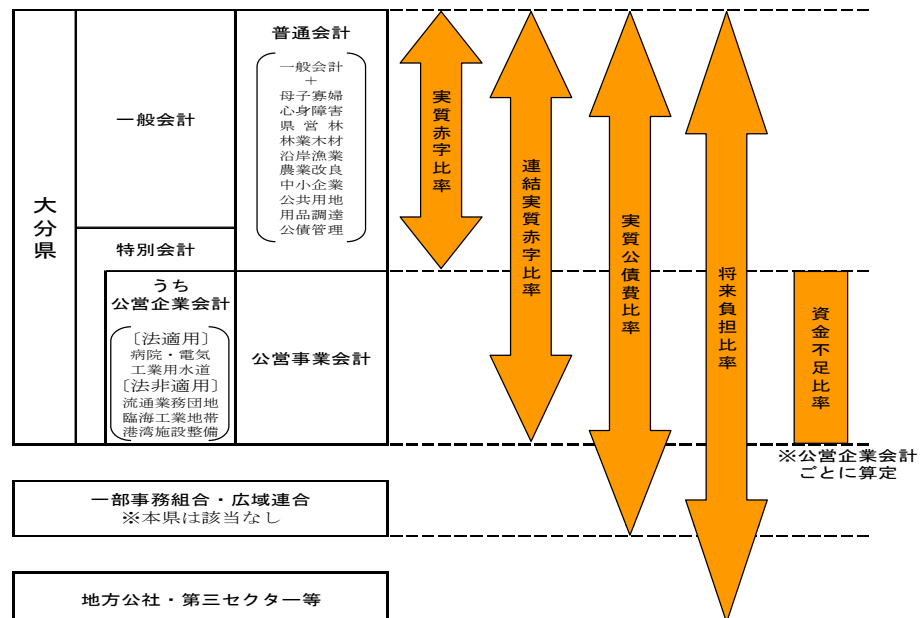 大分県
一般会計
特別会計
うち
公営企業会計
〔法適用〕
病院・電気
工業用水道
〔法非適用〕
流通業務団地
臨海工業地帯
港湾施設整備
普通会計
一般会計
+
母子寡婦
心身障害
県営林
林業木材
沿岸漁業
農業改良
中小企業
公共用地
用品調達
公債管理
公営事業会計
実質赤字比率
連結実質赤字比率
実質公債費比率
将来負担比率
資金不足比率
※公営企業会計
ごとに算定
一部事務組合・広域連合
※本県は該当なし
地方公社・第三セクター等